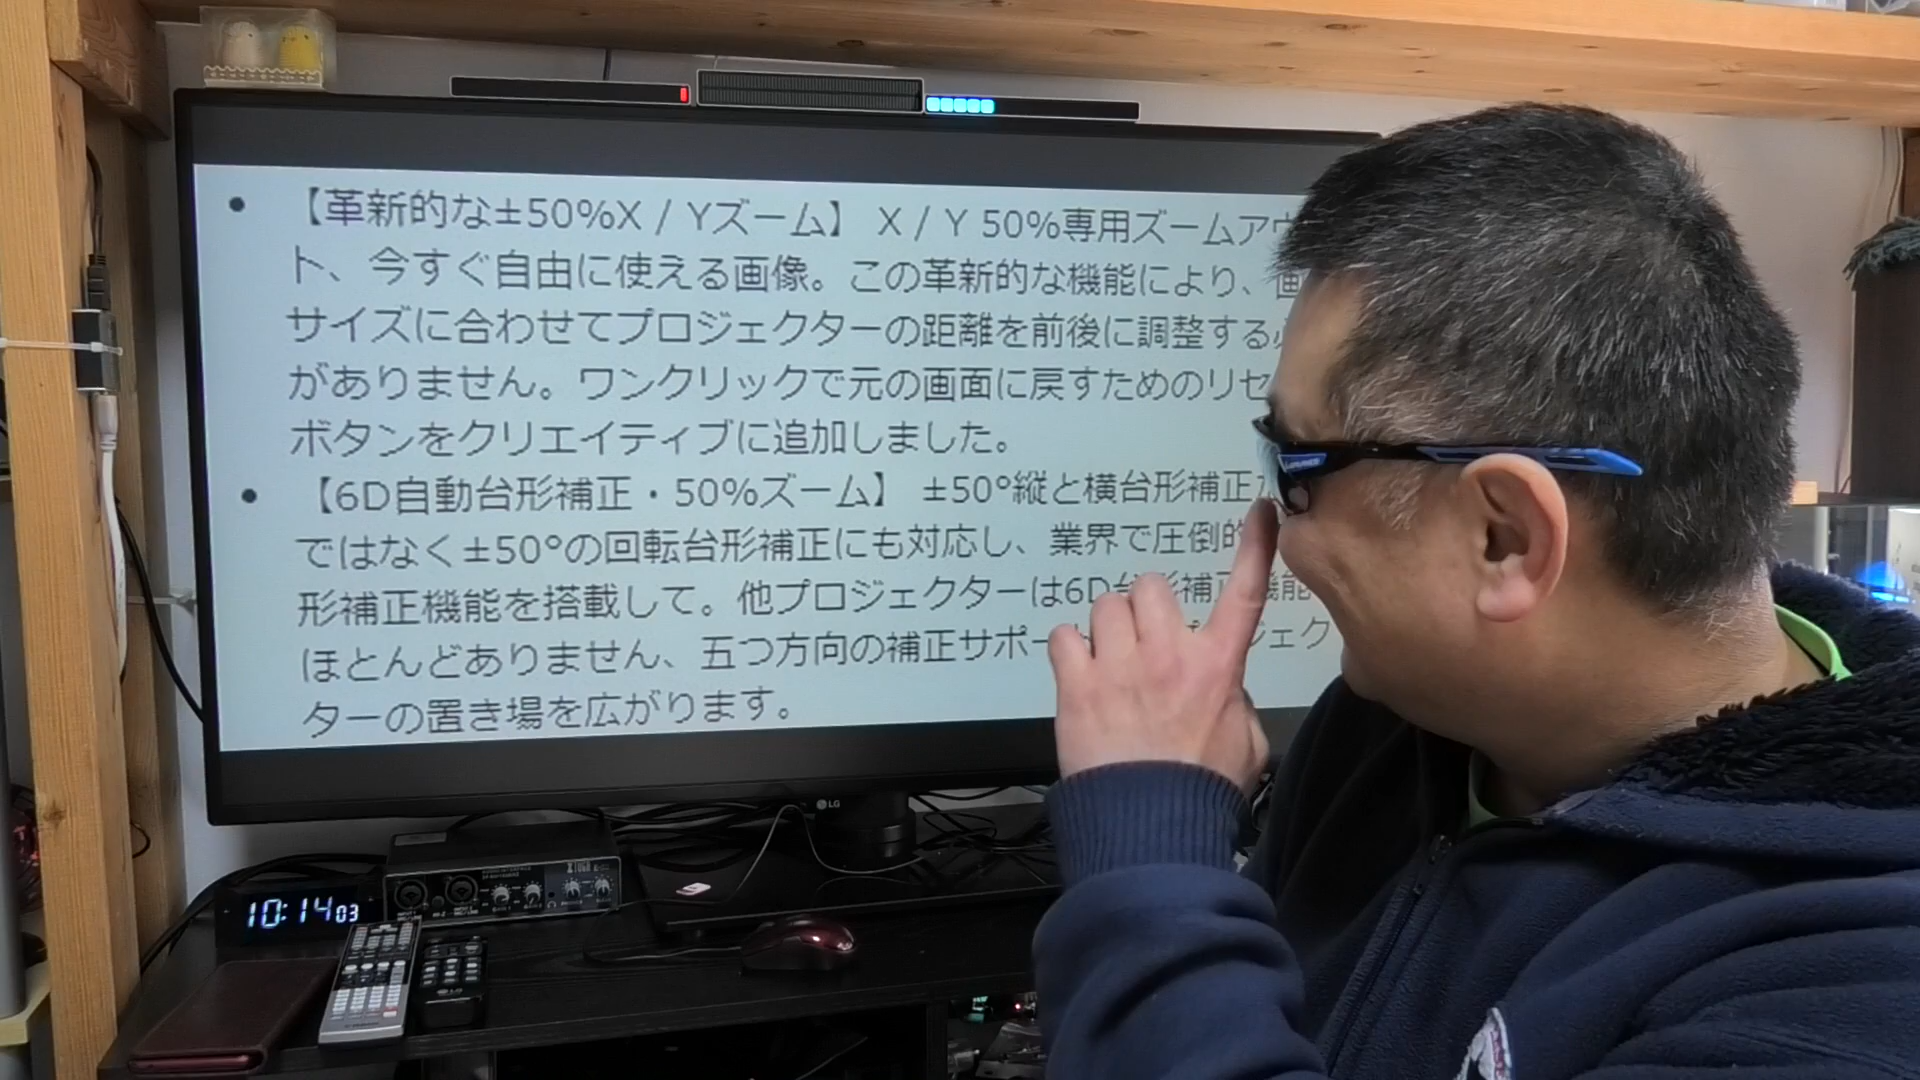 • 【革新的な±50%X / Yズーム】 X / Y 50%専用ズームアウ
ト、今すぐ自由に使える画像。この革新的な機能により、画
サイズに合わせてプロジェクターの距離を前後に調整する
がありません。ワンクリックで元の画面に戻すためのリセ
ボタンをクリエイティブに追加しました。
• 【6D自動台形補正・50%ズーム】 ±50°縦と横台形補正
ではなく±50°の回転台形補正にも対応し、業界で圧倒的
形補正機能を搭載して。他プロジェクターは6D台形補正機能
ほとんどありません、五つ方向の補正サポー ジェク
ターの置き場を広がります。
LG
10:14 03